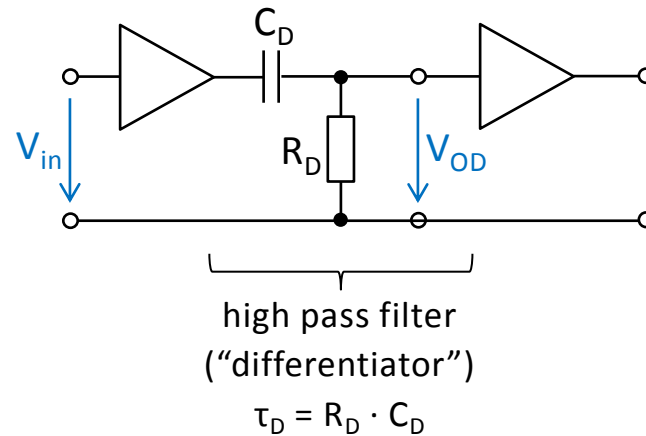 C_D
V_in
R_D
V_OD
high pass filter
(“differentiator”)
τ_D = R_D · C_D